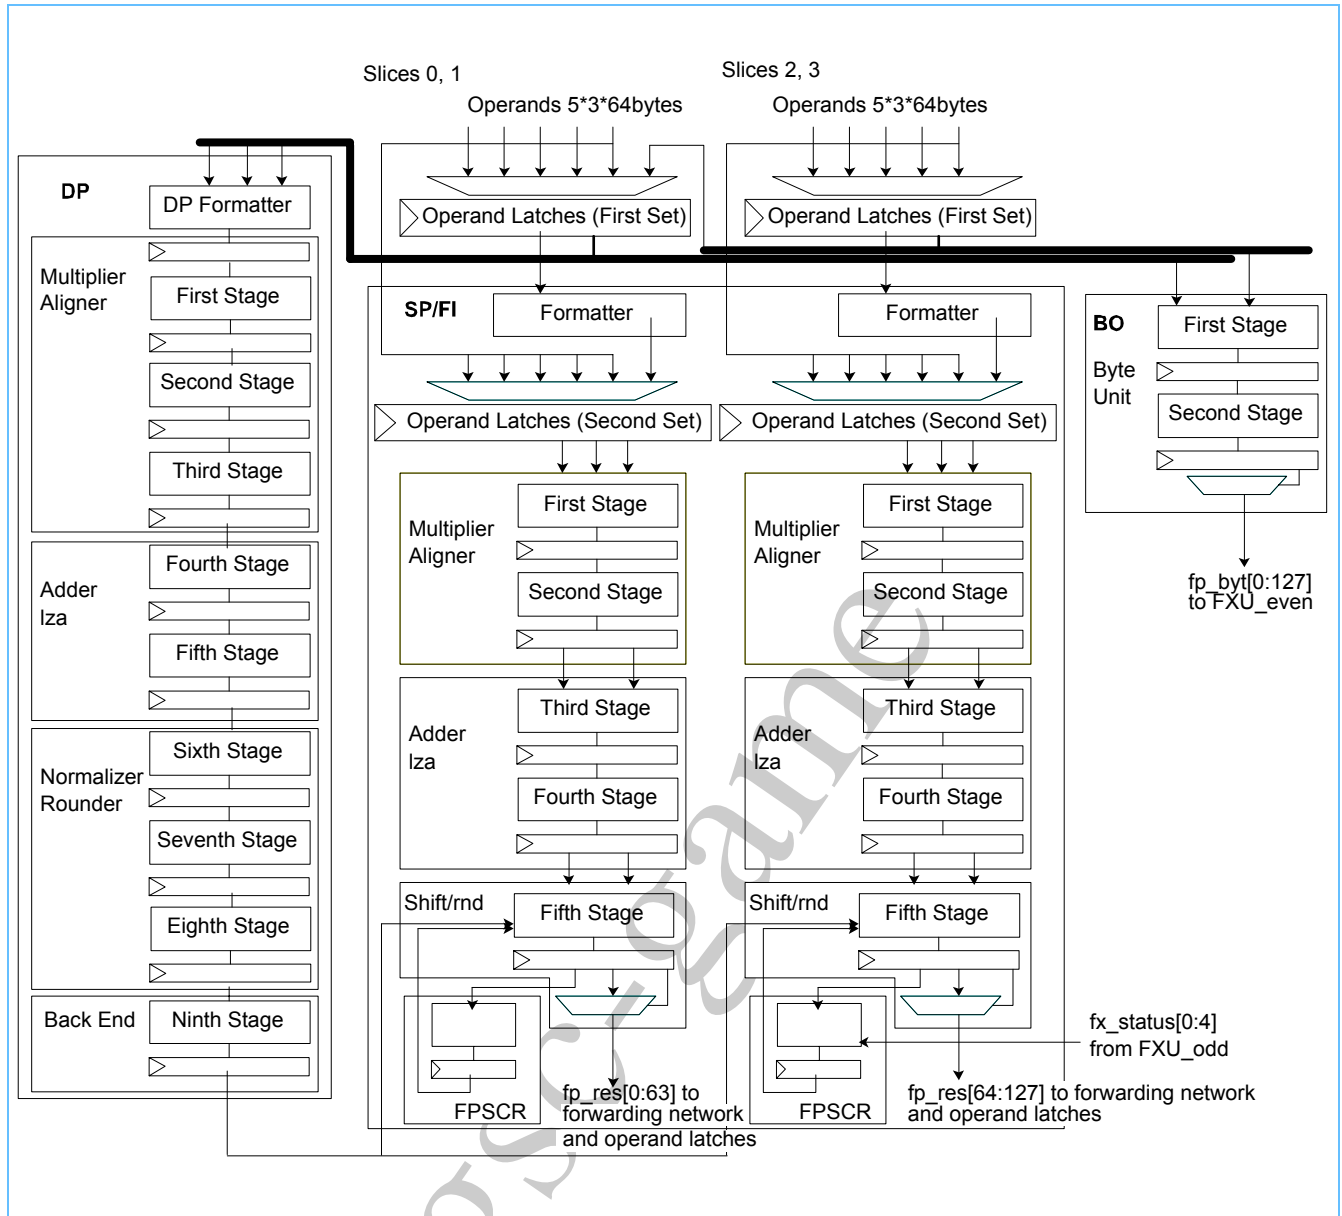 Slices 0, 1
Slices 2, 3
Operands 5*3*64bytes
Operands 5*3*64bytes
DP
DP Formatter
Multiplier
Aligner
First Stage
Second Stage
Third Stage
Adder
lza
Fourth Stage
Fifth Stage
Normalizer
Rounder
Sixth Stage
Seventh Stage
Eighth Stage
Back End
Ninth Stage
Operand Latches (First Set)
SP/FI
Formatter
Operand Latches (Second Set)
Multiplier
Aligner
First Stage
Second Stage
Adder
lza
Third Stage
Fourth Stage
Shift/rnd
Fifth Stage
FPSCR
fp_res[0:63] to
forwarding network
and operand latches
Operand Latches (First Set)
Formatter
Operand Latches (Second Set)
Multiplier
Aligner
First Stage
Second Stage
Adder
lza
Third Stage
Fourth Stage
Shift/rnd
Fifth Stage
FPSCR
fp_res[64:127] to forwarding network
and operand latches
fx_status[0:4]
from FXU_odd
BO
Byte
Unit
First Stage
Second Stage
fp_byt[0:127]
to FXU_even